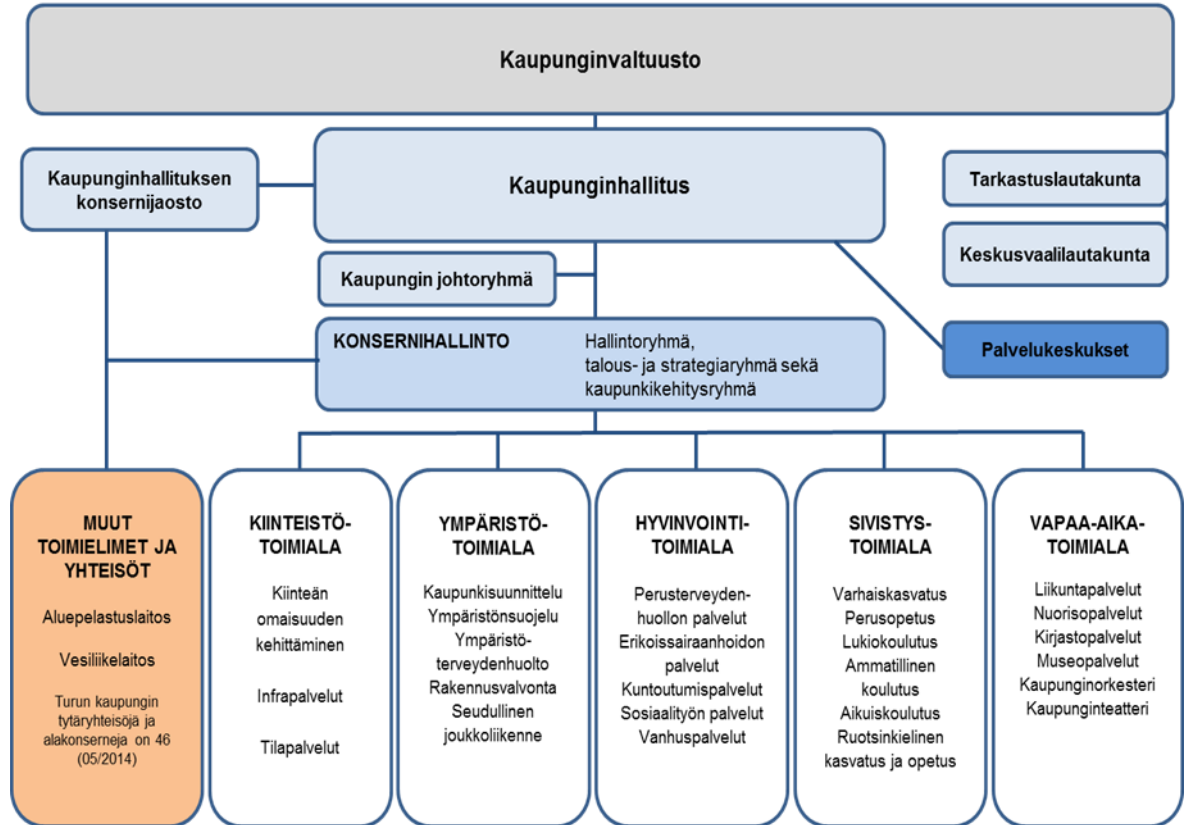 Kaupunginvaltuusto
Kaupunginhallituksen
konsernijaosto
Kaupunginhallitus
Tarkastuslautakunta
Keskusvaalilautakunta
Kaupungin johtoryhmä
KONSERNIHALLINTO
Hallintoryhmä,
talous- ja strategiaryhmä sekä
kaupunkikehitysryhmä
Palvelukeskukset
MUUT
TOIMIELIMET JA
YHTEISÖT
Aluepelastuslaitos
Vesiliikelaitos
Turun kaupungin
tytäryhteisöjä ja
alakonserneja on 46
(05/2014)
KIINTEISTÖ-
TOIMIALA
Kiinteän
omaisuuden
kehittäminen
Infrapalvelut
Tilapalvelut
YMPÄRISTÖ-
TOIMIALA
Kaupunkisuunnittelu
Ympäristönsuojelu
Ympäristö-
terveydenhuolto
Rakennusvalvonta
Seudullinen
joukkoliikenne
HYVINVOINTI-
TOIMIALA
Perusterveyden-
huollon palvelut
Erikoissairaanhoidon
palvelut
Kuntoutumispalvelut
Sosiaalityön palvelut
Vanhuspalvelut
SIVISTYS-
TOIMIALA
Varhaiskasvatus
Perusopetus
Lukiokoulutus
Ammatillinen
koulutus
Aikuiskoulutus
Ruotsinkielinen
kasvatus ja opetus
VAPAA-AIKA-
TOIMIALA
Liikuntapalvelut
Nuorisopalvelut
Kirjastopalvelut
Museopalvelut
Kaupunginorkesteri
Kaupunginteatteri